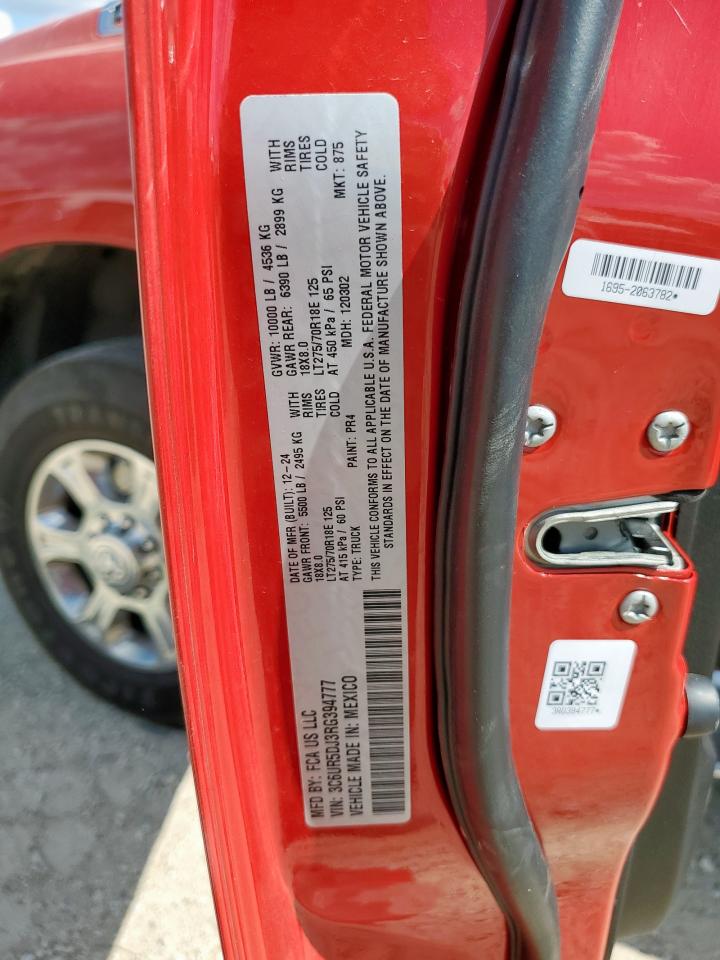 MFD BY: FCA US LLC
VIN: 3C6UR5DJ3RG394777
VEHICLE MADE IN: MEXICO
DATE OF MFR (BUILT): 12-24
GVWR: 10000 LB / 4536 KG
GAWR FRONT: 5500 LB / 2495 KG WITH
GAWR REAR: 6390 LB / 2899 KG WITH
18X8.0 RIMS
18X8.0 RIMS
LT275/70R18E 125 TIRES
LT275/70R18E 125 TIRES
AT 415 kPa / 60 PSI COLD
AT 450 kPa / 65 PSI COLD
TYPE: TRUCK PAINT: PR4 MDH: 120302 MKT: 875
THIS VEHICLE CONFORMS TO ALL APPLICABLE U.S.A. FEDERAL MOTOR VEHICLE SAFETY
STANDARDS IN EFFECT ON THE DATE OF MANUFACTURE SHOWN ABOVE.
1695-2063782*
3RG394777*